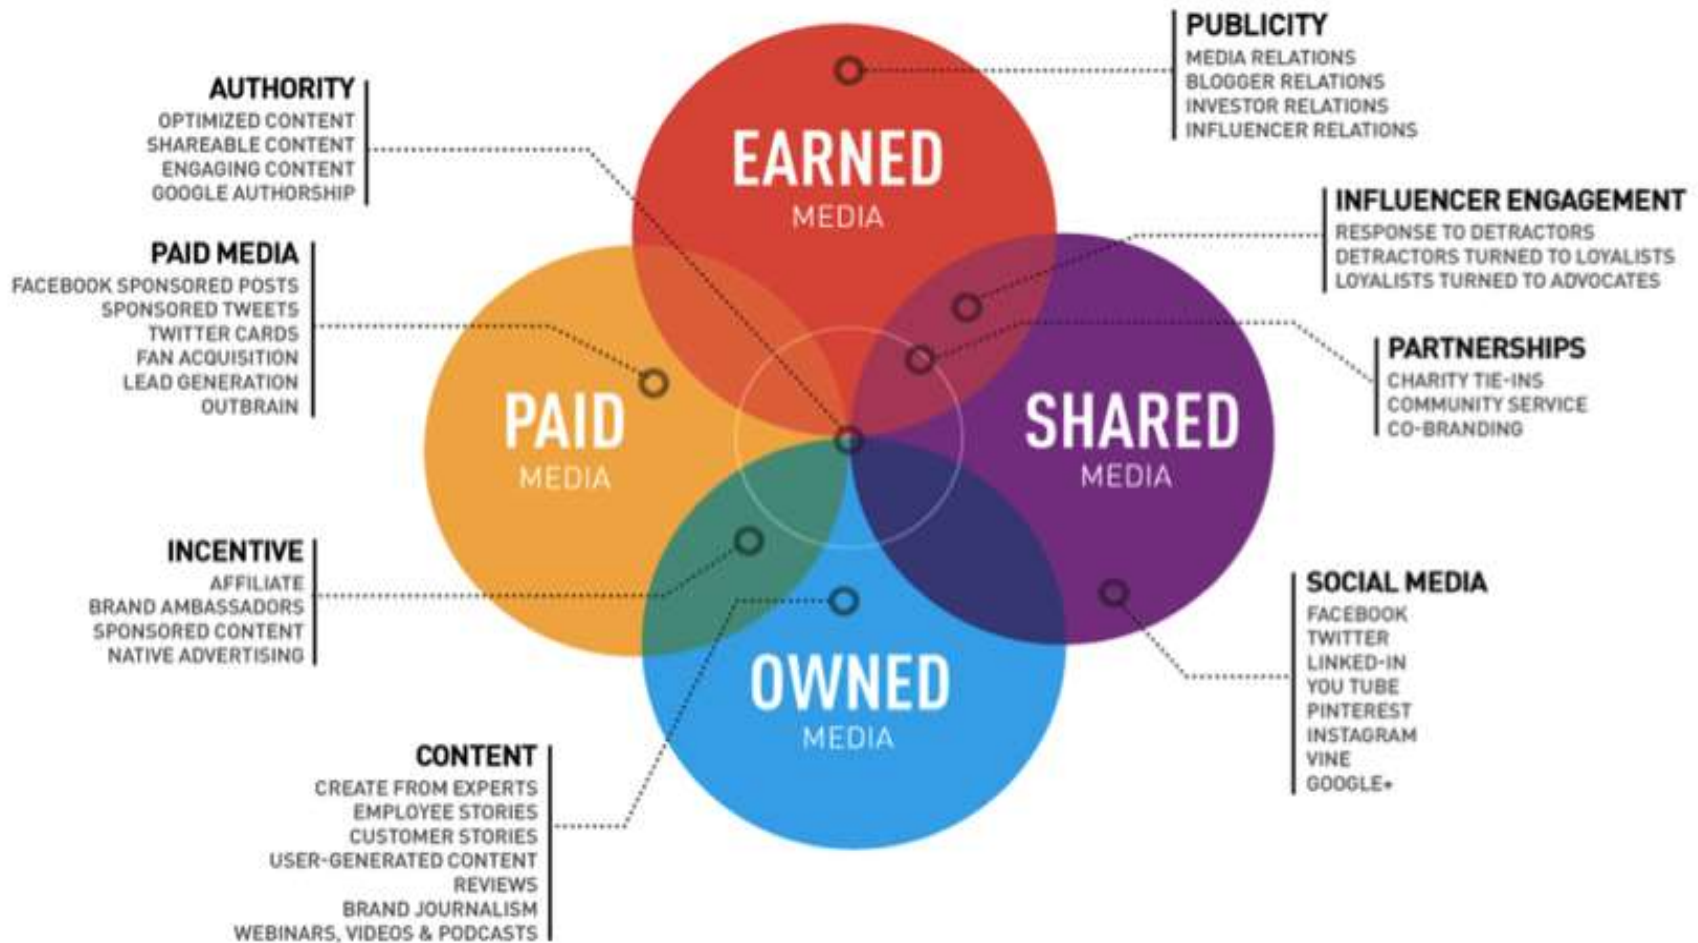 PUBLICITY
MEDIA RELATIONS
BLOGGER RELATIONS
INVESTOR RELATIONS
INFLUENCER RELATIONS
AUTHORITY
OPTIMIZED CONTENT
SHAREABLE CONTENT
ENGAGING CONTENT
GOOGLE AUTHORSHIP
EARNED
MEDIA
INFLUENCER ENGAGEMENT
RESPONSE TO DETRACTORS
DETRACTORS TURNED TO LOYALISTS
LOYALISTS TURNED TO ADVOCATES
PAID MEDIA
FACEBOOK SPONSORED POSTS
SPONSORED TWEETS
TWITTER CARDS
FAN ACQUISITION
LEAD GENERATION
OUTBRAIN
PARTNERSHIPS
CHARITY TIE-INS
COMMUNITY SERVICE
CO-BRANDING
PAID
MEDIA
SHARED
MEDIA
INCENTIVE
AFFILIATE
BRAND AMBASSADORS
SPONSORED CONTENT
NATIVE ADVERTISING
SOCIAL MEDIA
FACEBOOK
TWITTER
LINKED-IN
YOU TUBE
PINTEREST
INSTAGRAM
VINE
GOOGLE+
OWNED
MEDIA
CONTENT
CREATE FROM EXPERTS
EMPLOYEE STORIES
CUSTOMER STORIES
USER-GENERATED CONTENT
REVIEWS
BRAND JOURNALISM
WEBINARS, VIDEOS & PODCASTS